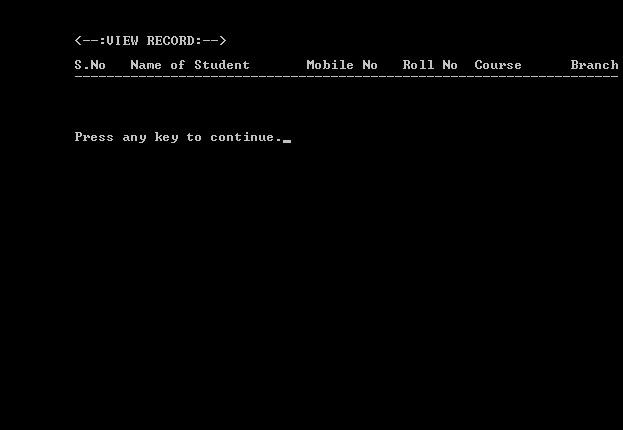 <--:VIEW RECORD:-->
S.No   Name of Student       Mobile No   Roll No  Course      Branch
--------------------------------------------------------------------
Press any key to continue._